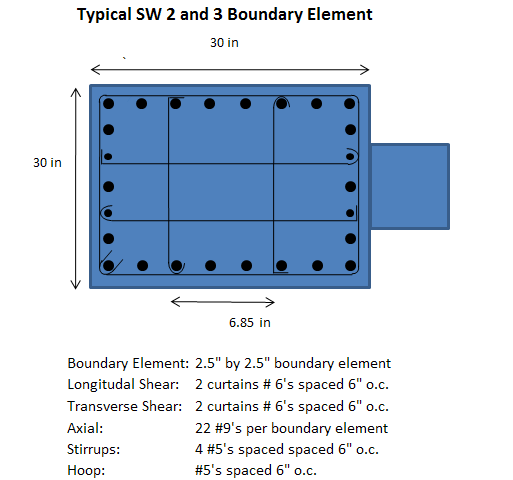 Typical SW 2 and 3 Boundary Element
30 in
30 in
6.85 in
Boundary Element: 2.5" by 2.5" boundary element
Longitudal Shear: 2 curtains # 6's spaced 6" o.c.
Transverse Shear: 2 curtains # 6's spaced 6" o.c.
Axial: 22 #9's per boundary element
Stirrups: 4 #5's spaced spaced 6" o.c.
Hoop: #5's spaced 6" o.c.